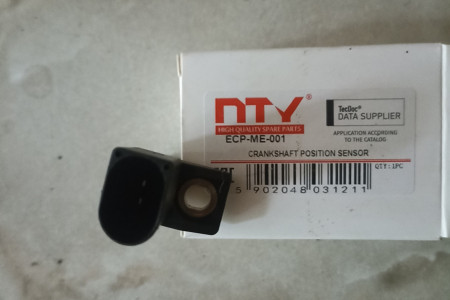 NTY
HIGH QUALITY SPARE PARTS
ECP-ME-001
TecDoc®
DATA SUPPLIER
APPLICATION ACCORDING
TO THE CATALOG
CRANKSHAFT POSITION SENSOR
QTY:1PC
5 902048 031211